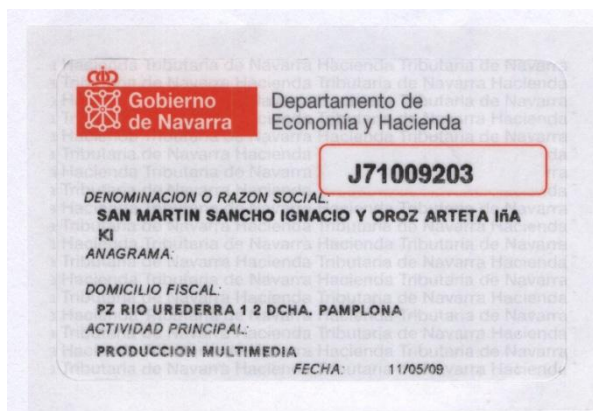 Gobierno
de Navarra
Departamento de
Economía y Hacienda
J71009203
DENOMINACION O RAZON SOCIAL:
SAN MARTIN SANCHO IGNACIO Y OROZ ARTETA IñA
KI
ANAGRAMA:
DOMICILIO FISCAL:
PZ RIO UREDERRA 1 2 DCHA. PAMPLONA
ACTIVIDAD PRINCIPAL:
PRODUCCION MULTIMEDIA
FECHA: 11/05/09